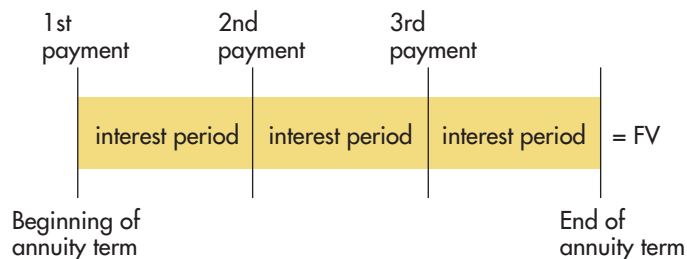 1st
payment
2nd
payment
3rd
payment
interest period
interest period
interest period
= FV
Beginning of
annuity term
End of
annuity term